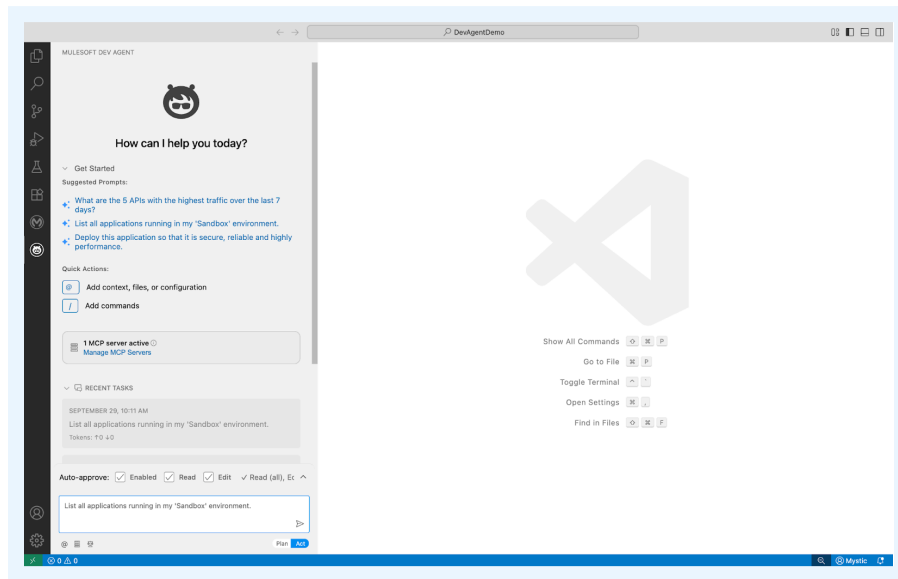 DevAgentDemo
MULESOFT DEV AGENT
How can I help you today?
Get Started
Suggested Prompts:
What are the 5 APIs with the highest traffic over the last 7
days?
List all applications running in my 'Sandbox' environment.
Deploy this application so that it is secure, reliable and highly
performance.
Quick Actions:
@ Add context, files, or configuration
/ Add commands
1 MCP server active
Manage MCP Servers
RECENT TASKS
SEPTEMBER 29, 10:11 AM
List all applications running in my 'Sandbox' environment.
Tokens: ↑0 ↓0
Auto-approve: Enabled Read Edit ✓ Read (all), Ec
List all applications running in my 'Sandbox' environment.
@ Plan Act
Show All Commands ⇧ ⌘ P
Go to File ⌘ P
Toggle Terminal ^ `
Open Settings ⌘ ,
Find in Files ⇧ ⌘ F
0 0 Mystic